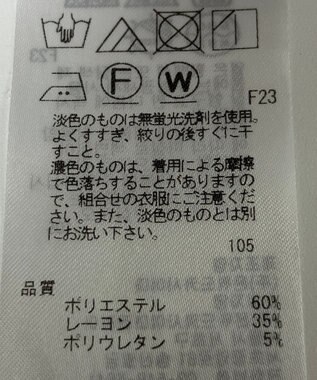 F W
F23
淡色のものは無蛍光洗剤を使用。
よくすすぎ、絞りの後すぐに干
すこと。
濃色のものは、着用による摩擦
で色落ちすることがありますの
で、組合せの衣服にご注意くだ
さい。また、淡色のものとは別
にお洗い下さい。
105
品質
ポリエステル 60%
レーヨン 35%
ポリウレタン 5%